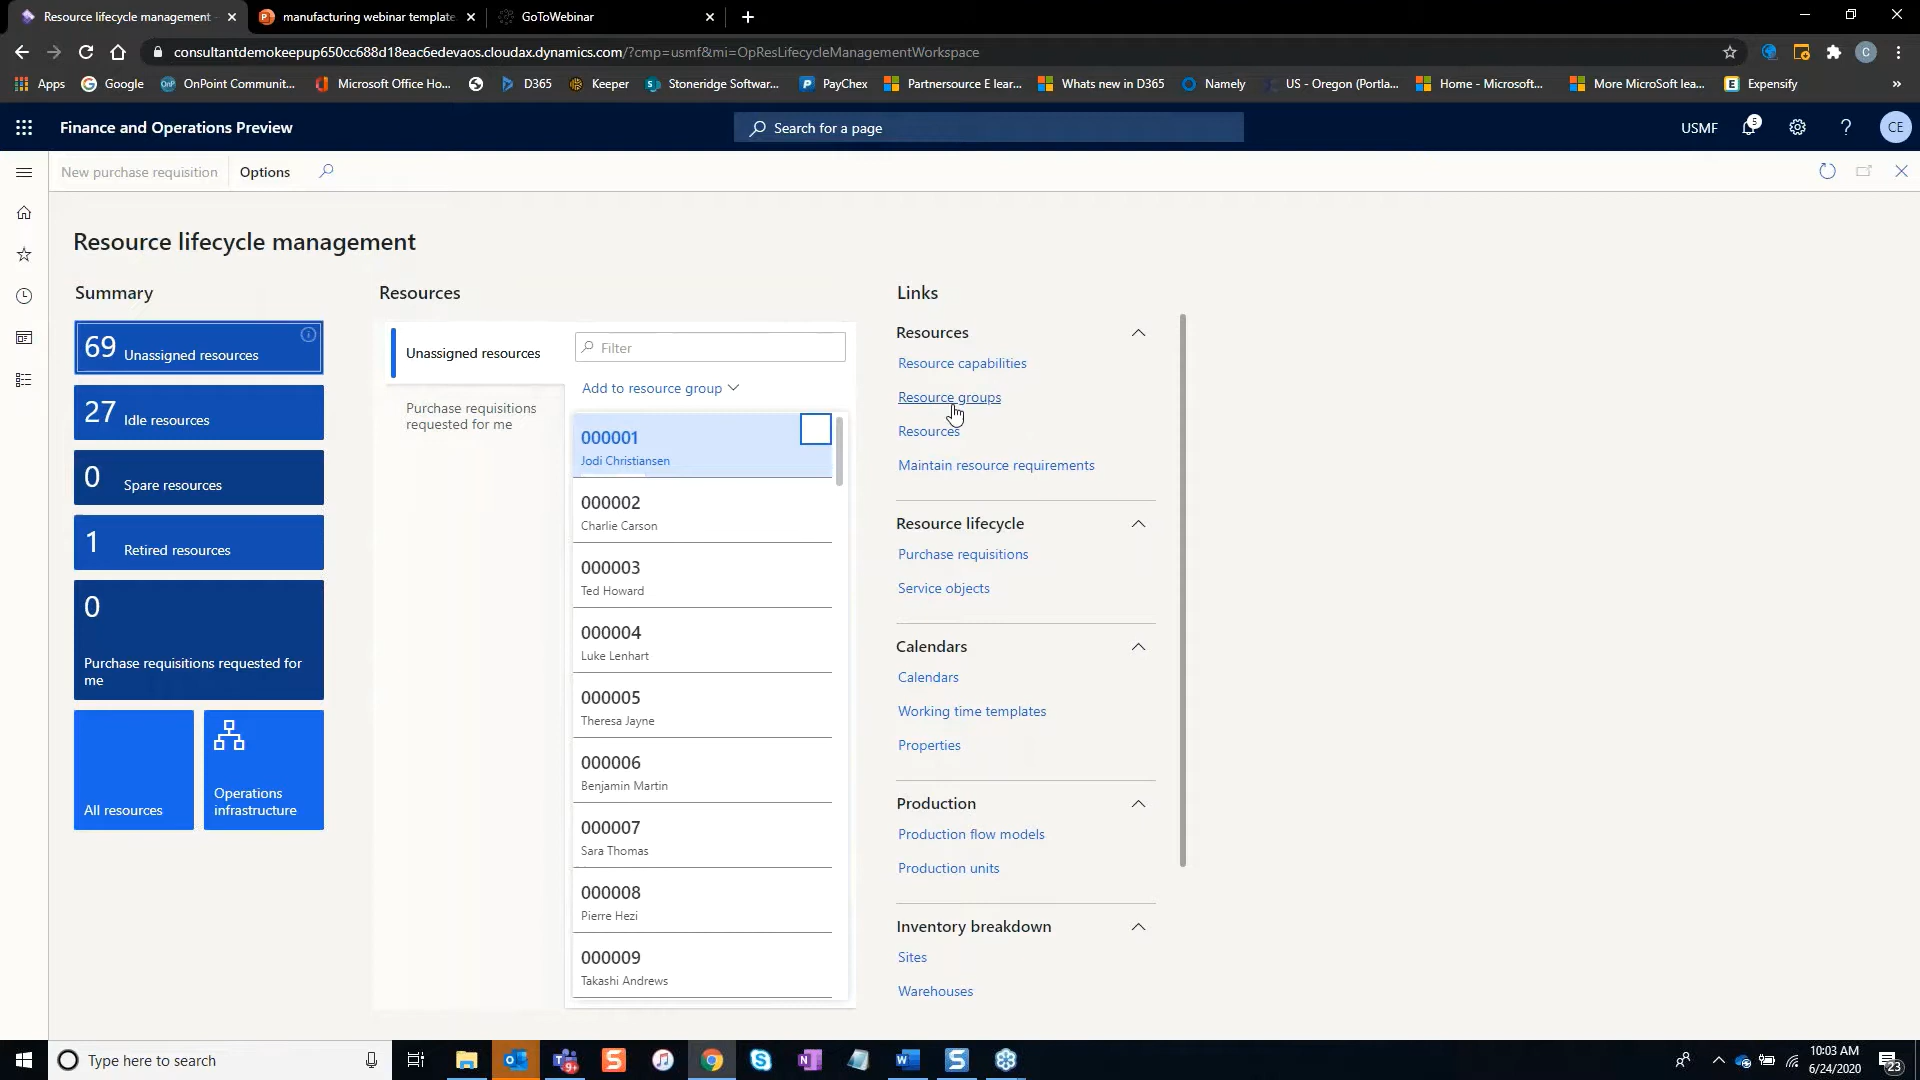 Resource lifecycle management
manufacturing webinar template
GoToWebinar
consultantdemokeepup650cc688d18eac6edevaos.cloudax.dynamics.com/?cmp=usmf&mi=OpResLifecycleManagementWorkspace
Apps
Google
OnPoint Communit...
Microsoft Office Ho...
D365
Keeper
Stoneridge Softwar...
PayChex
Partnersource E lear...
Whats new in D365
Namely
US - Oregon (Portla...
Home - Microsoft...
More MicroSoft lea...
Expensify
»
Finance and Operations Preview
Search for a page
USMF
5
?
CE
New purchase requisition
Options
Resource lifecycle management
Summary
69 Unassigned resources
27 Idle resources
0 Spare resources
1 Retired resources
0
Purchase requisitions requested for
me
All resources
Operations
infrastructure
Resources
Unassigned resources
Purchase requisitions
requested for me
Filter
Add to resource group
000001
Jodi Christiansen
000002
Charlie Carson
000003
Ted Howard
000004
Luke Lenhart
000005
Theresa Jayne
000006
Benjamin Martin
000007
Sara Thomas
000008
Pierre Hezi
000009
Takashi Andrews
Links
Resources
Resource capabilities
Resource groups
Resources
Maintain resource requirements
Resource lifecycle
Purchase requisitions
Service objects
Calendars
Calendars
Working time templates
Properties
Production
Production flow models
Production units
Inventory breakdown
Sites
Warehouses
Type here to search
10:03 AM
6/24/2020
23